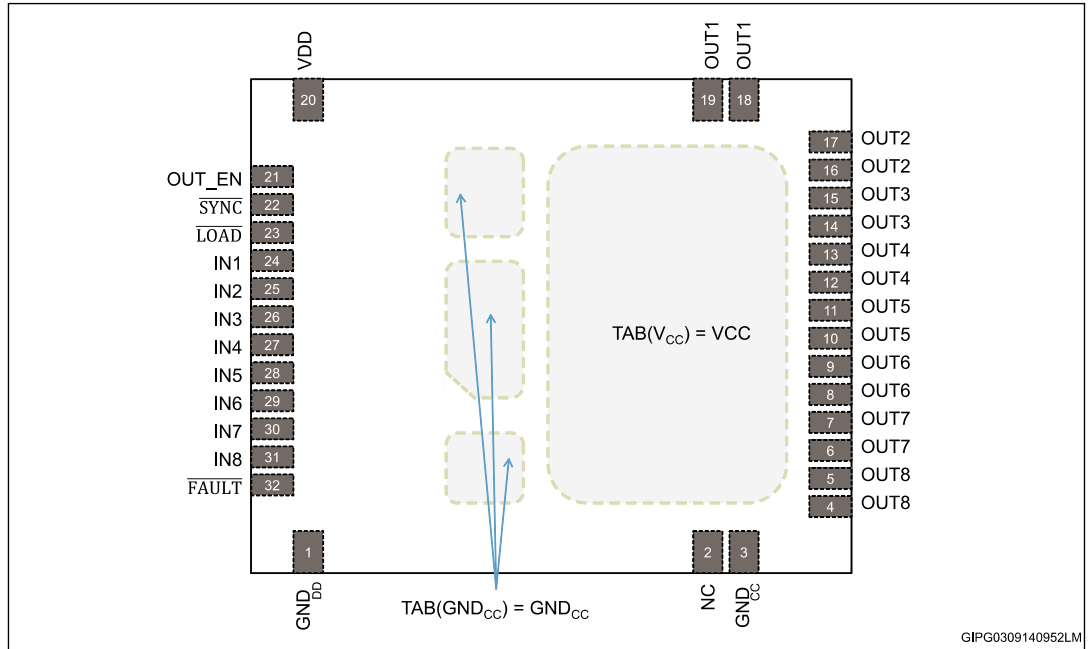 VDD
OUT1
OUT1
20
19
18
OUT_EN 21
SYNC 22
LOAD 23
IN1 24
IN2 25
IN3 26
IN4 27
IN5 28
IN6 29
IN7 30
IN8 31
FAULT 32
17 OUT2
16 OUT2
15 OUT3
14 OUT3
13 OUT4
12 OUT4
11 OUT5
10 OUT5
9 OUT6
8 OUT6
7 OUT7
6 OUT7
5 OUT8
4 OUT8
TAB(VCC) = VCC
1
2
3
GNDDD
NC
GNDCC
TAB(GNDCC) = GNDCC
GIPG0309140952LM